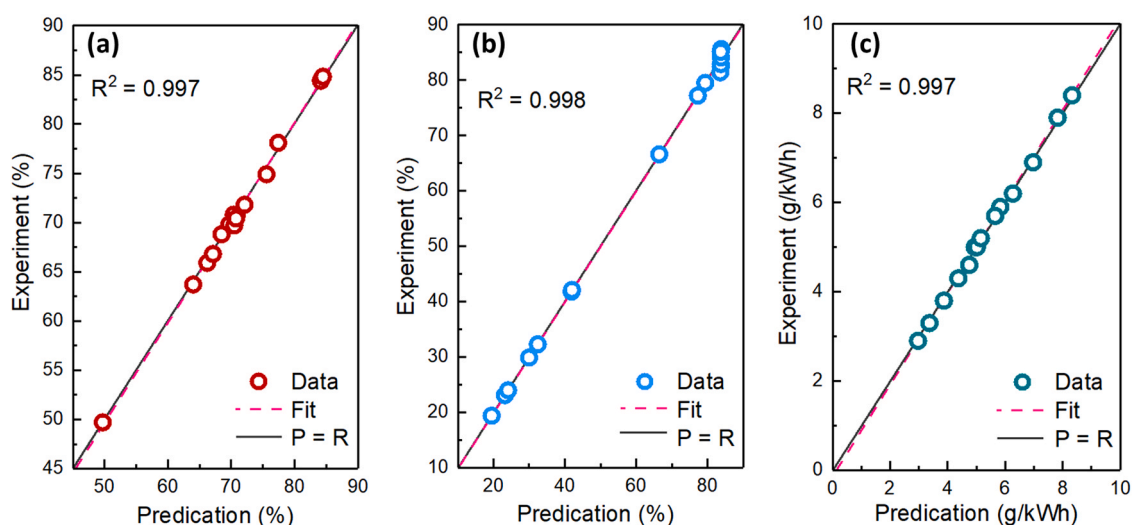 (a)
R² = 0.997
Experiment (%)
90
85
80
75
70
65
60
55
50
45
Data
Fit
P = R
50 60 70 80 90
Predication (%)
(b)
R² = 0.998
Experiment (%)
90
80
70
60
50
40
30
20
10
Data
Fit
P = R
20 40 60 80
Predication (%)
(c)
R² = 0.997
Experiment (g/kWh)
10
8
6
4
2
0
Data
Fit
P = R
0 2 4 6 8 10
Predication (g/kWh)